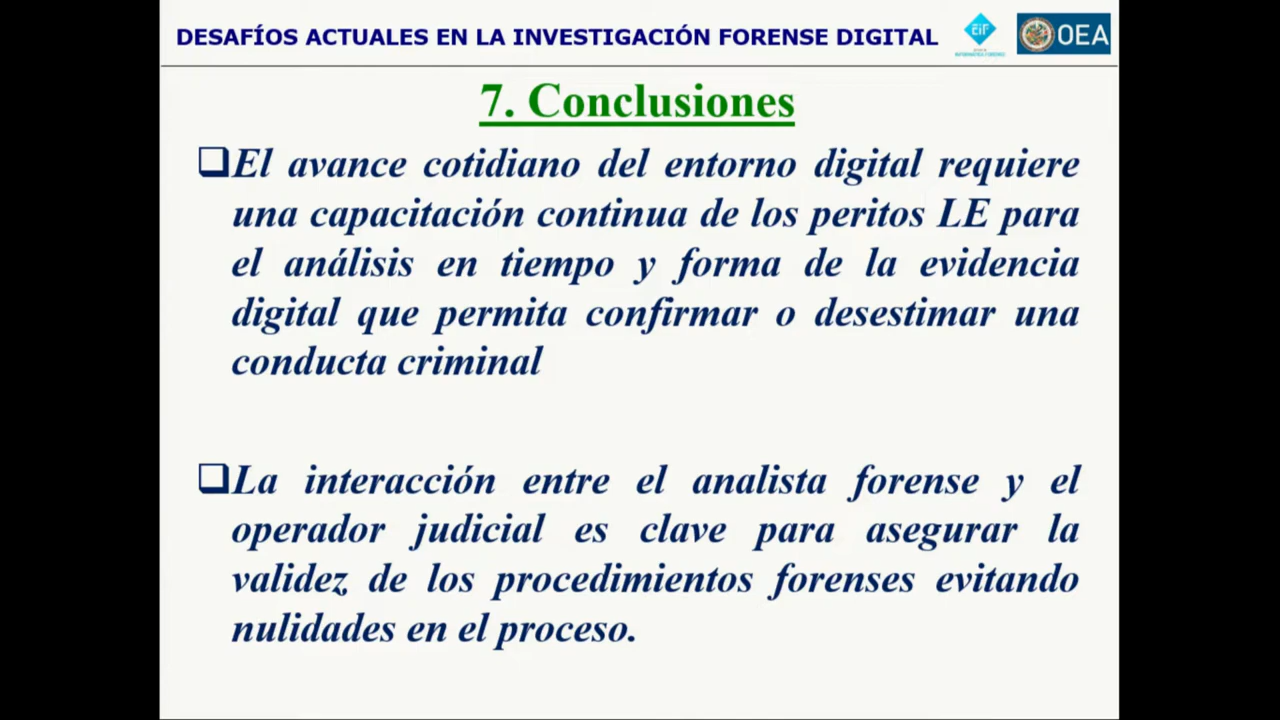 DESAFÍOS ACTUALES EN LA INVESTIGACIÓN FORENSE DIGITAL
EIF
OEA
7. Conclusiones
El avance cotidiano del entorno digital requiere
una capacitación continua de los peritos LE para
el análisis en tiempo y forma de la evidencia
digital que permita confirmar o desestimar una
conducta criminal
La interacción entre el analista forense y el
operador judicial es clave para asegurar la
validez de los procedimientos forenses evitando
nulidades en el proceso.